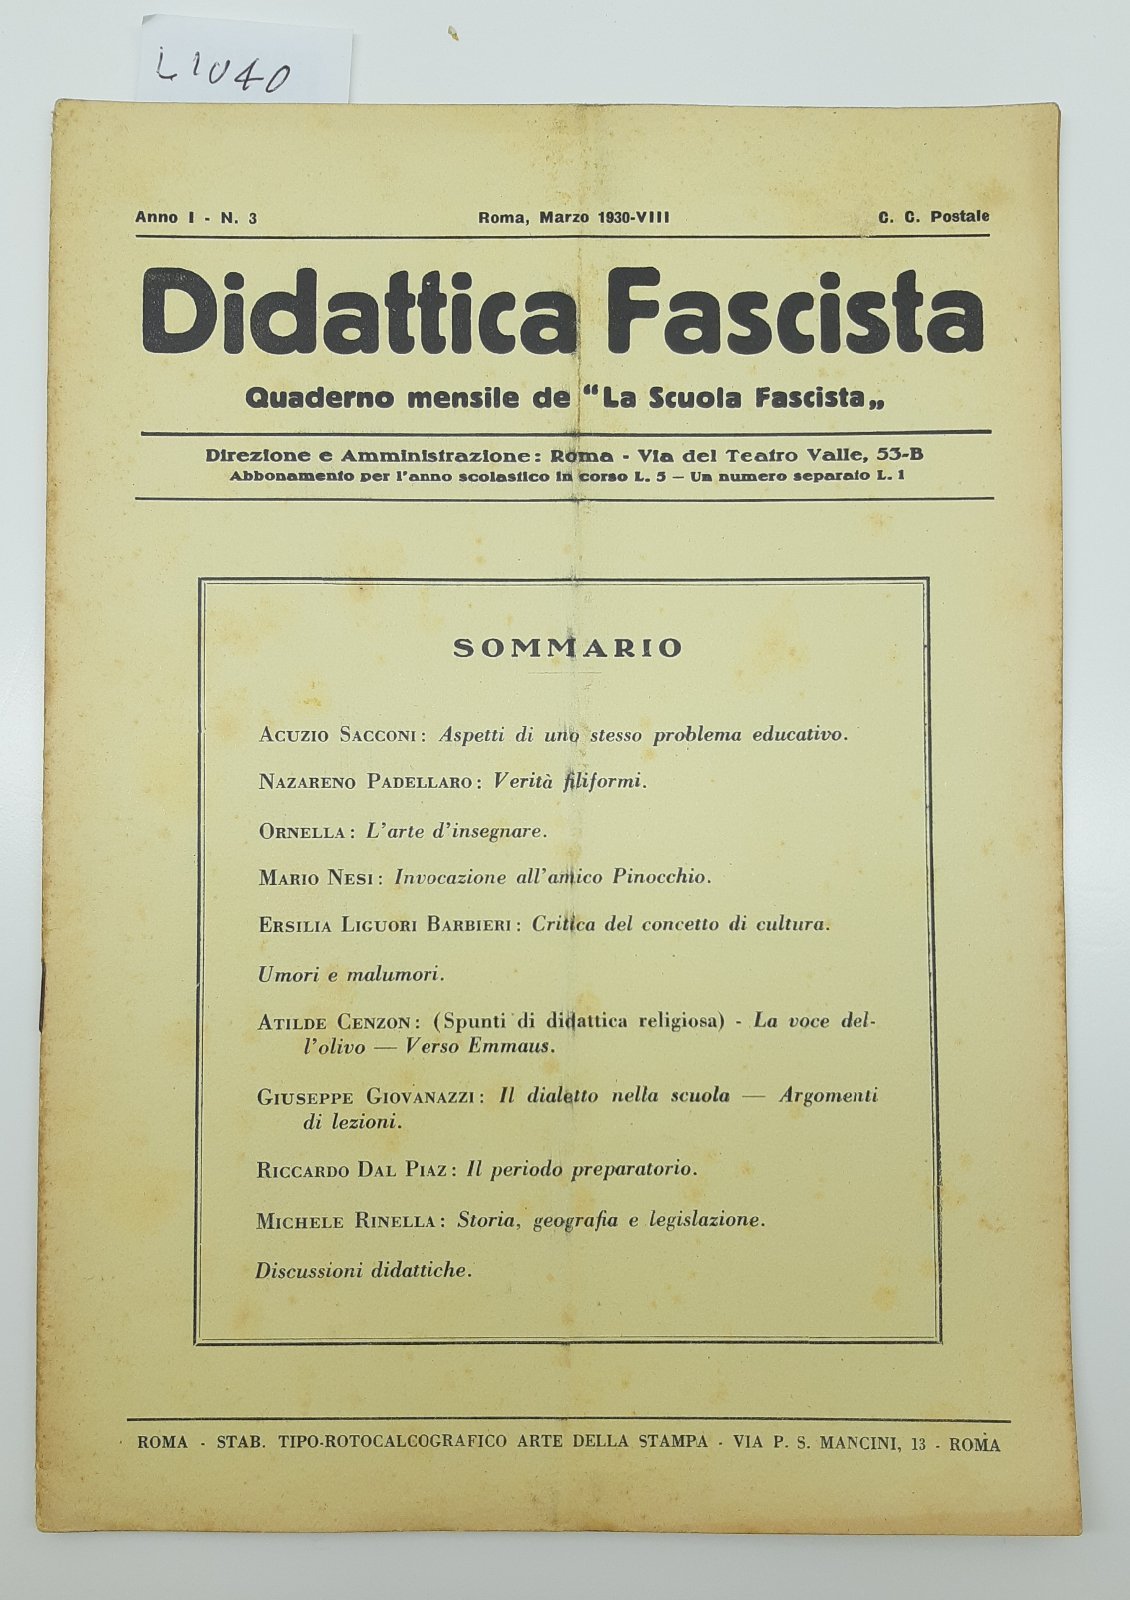 L1040
Anno I - N. 3 Roma, Marzo 1930-VIII C. C. Postale
Didattica Fascista
Quaderno mensile de “La Scuola Fascista„
Direzione e Amministrazione: Roma - Via del Teatro Valle, 53-B
Abbonamento per l'anno scolastico in corso L. 5 — Un numero separato L. 1
SOMMARIO
ACUZIO SACCONI: Aspetti di uno stesso problema educativo.
NAZARENO PADELLARO: Verità filiformi.
ORNELLA: L'arte d'insegnare.
MARIO NESI: Invocazione all'amico Pinocchio.
ERSILIA LIGUORI BARBIERI: Critica del concetto di cultura.
Umori e malumori.
ATILDE CENZON: (Spunti di didattica religiosa) - La voce del-
l'olivo — Verso Emmaus.
GIUSEPPE GIOVANAZZI: Il dialetto nella scuola — Argomenti
di lezioni.
RICCARDO DAL PIAZ: Il periodo preparatorio.
MICHELE RINELLA: Storia, geografia e legislazione.
Discussioni didattiche.
ROMA - STAB. TIPO-ROTOCALCOGRAFICO ARTE DELLA STAMPA - VIA P. S. MANCINI, 13 - ROMA